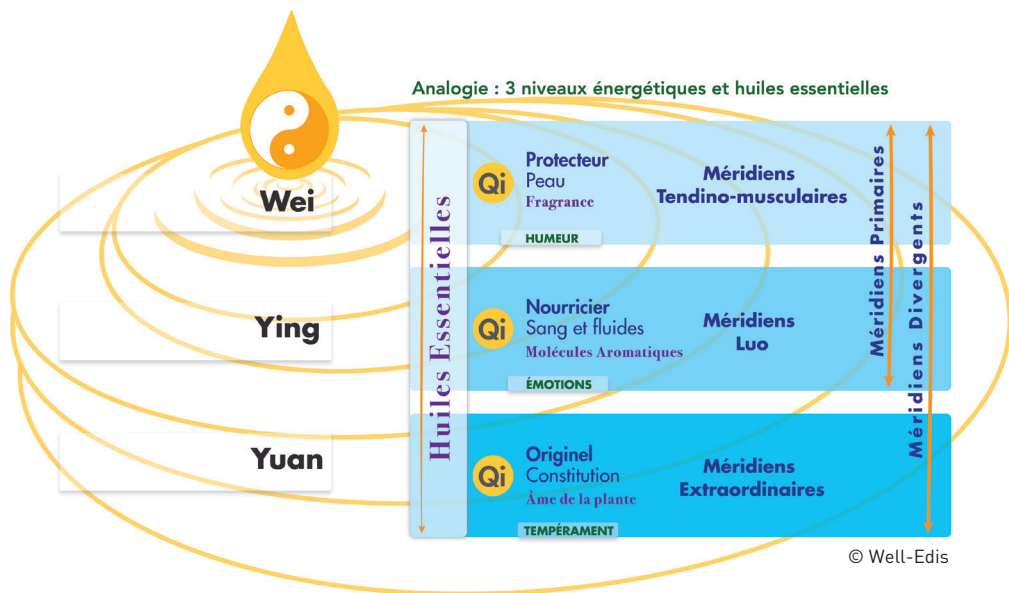 Analogie : 3 niveaux énergétiques et huiles essentielles
Wei
Qi
Protecteur
Peau
Fragrance
HUMEUR
Méridiens
Tendino-musculaires
Ying
Qi
Nourricier
Sang et fluides
Molécules Aromatiques
ÉMOTIONS
Méridiens
Luo
Yuan
Qi
Originel
Constitution
Âme de la plante
TEMPÉRAMENT
Méridiens
Extraordinaires
Huiles Essentielles
Méridiens Primaires
Méridiens Divergents
© Well-Edis